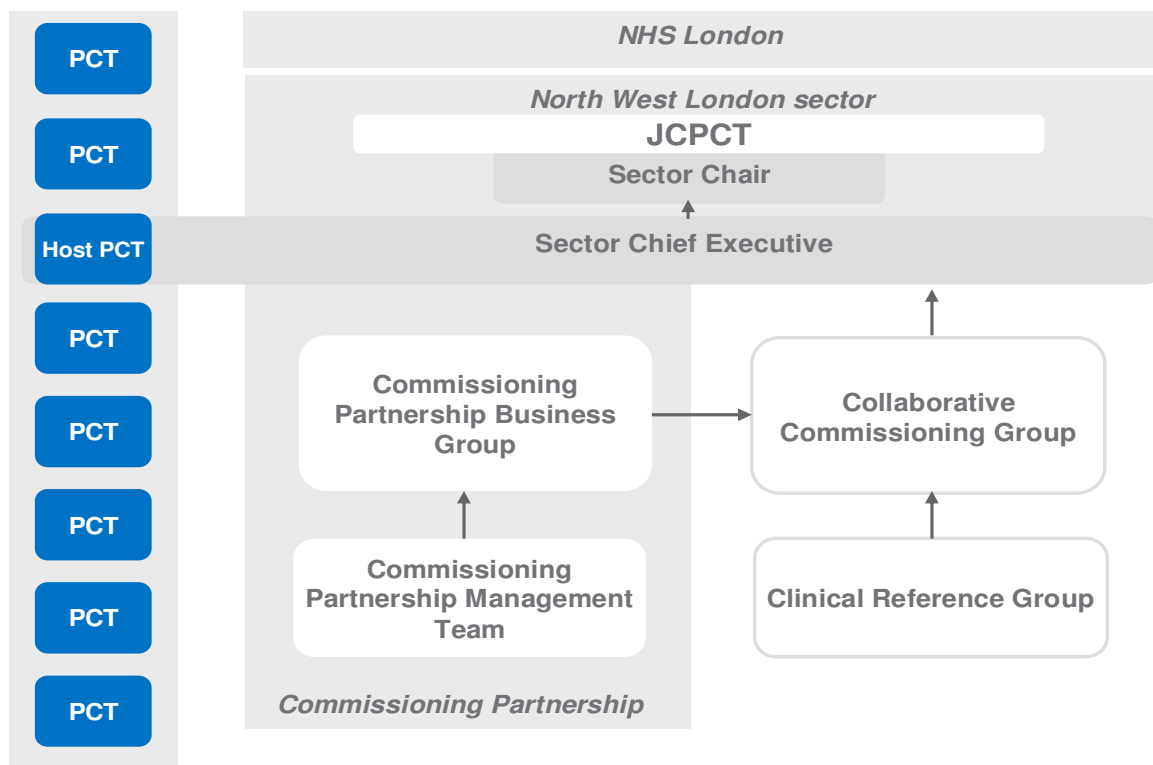 PCT
PCT
Host PCT
PCT
PCT
PCT
PCT
PCT
NHS London
North West London sector
JCPCT
Sector Chair
Sector Chief Executive
Commissioning
Partnership Business
Group
Collaborative
Commissioning Group
Commissioning
Partnership Management
Team
Clinical Reference Group
Commissioning Partnership